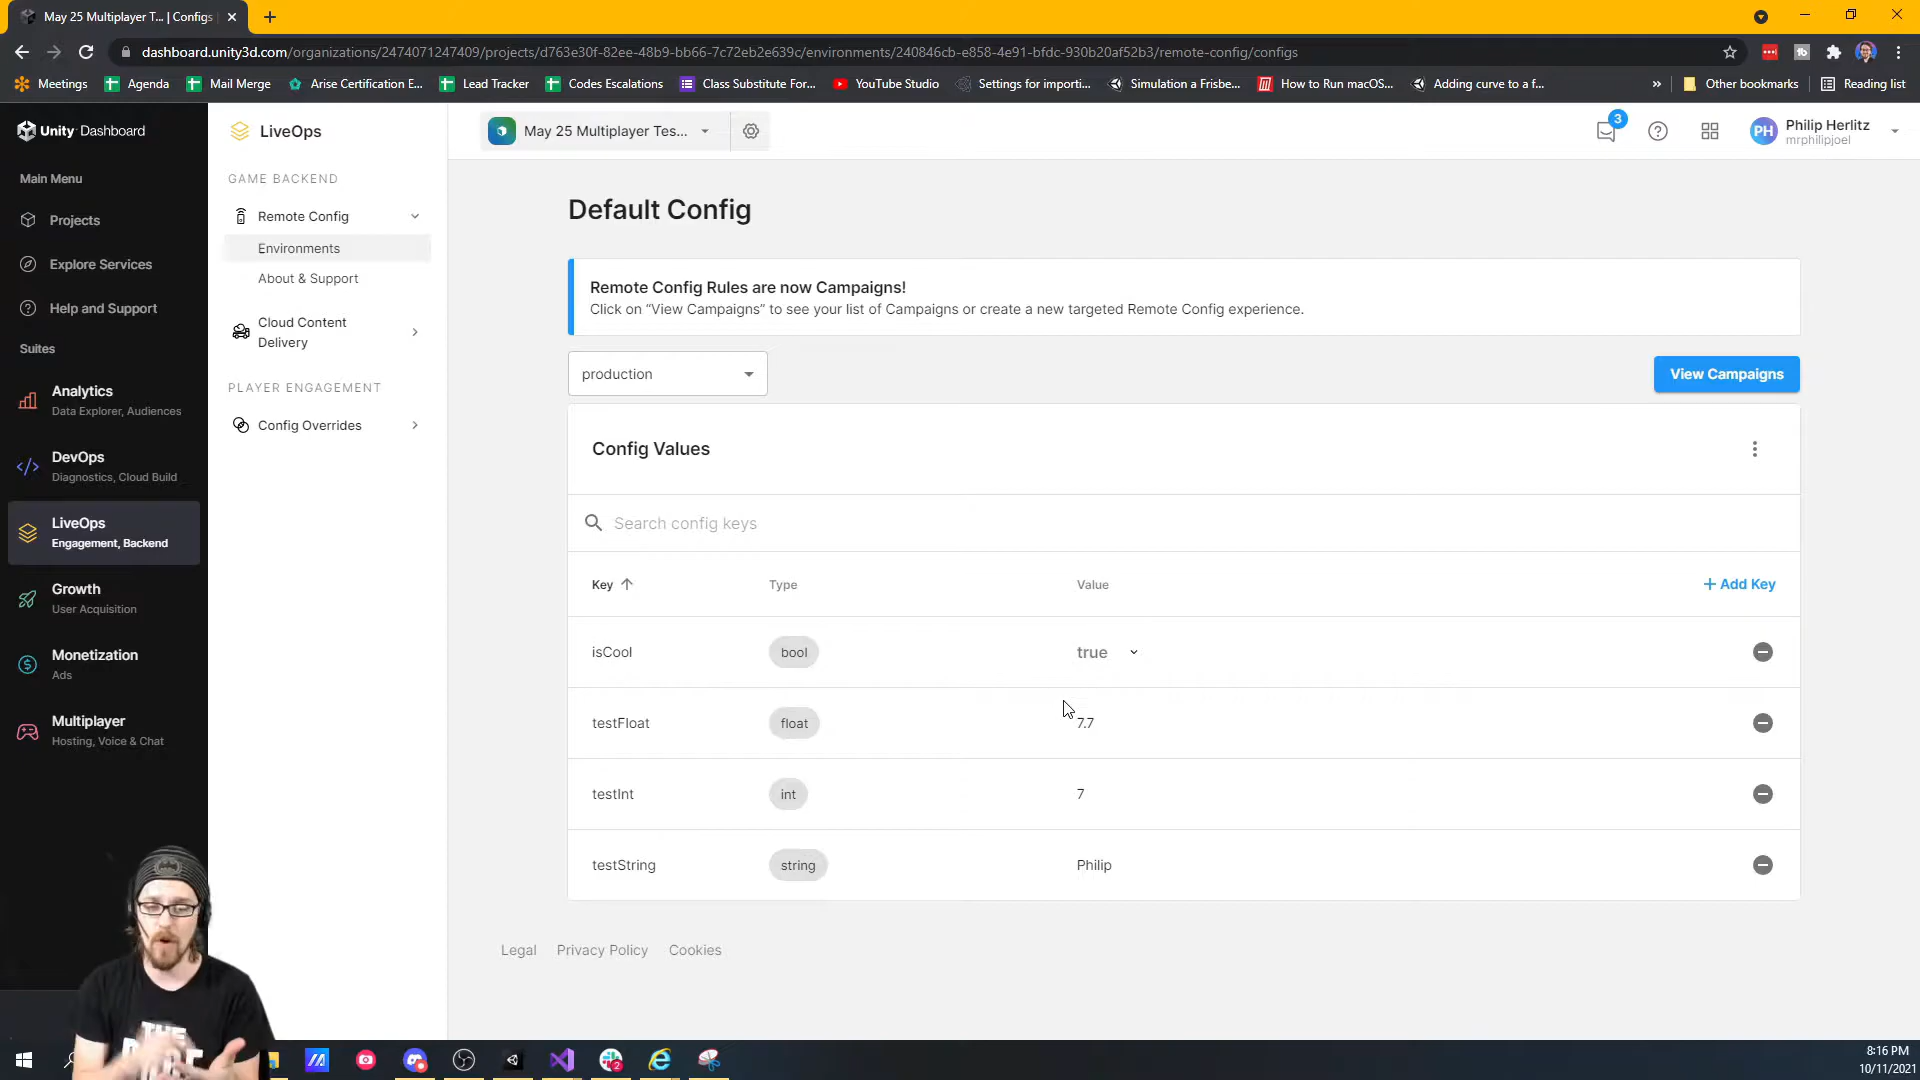 May 25 Multiplayer T... | Configs
dashboard.unity3d.com/organizations/2474071247409/projects/d763e30f-82ee-48b9-bb66-7c72eb2e639c/environments/240846cb-e858-4e91-bfdc-930b20af52b3/remote-config/configs
Meetings
Agenda
Mail Merge
Arise Certification E...
Lead Tracker
Codes Escalations
Class Substitute For...
YouTube Studio
Settings for importi...
Simulation a Frisbe...
How to Run macOS...
Adding curve to a f...
»
Other bookmarks
Reading list
Unity Dashboard
Main Menu
Projects
Explore Services
Help and Support
Suites
Analytics
Data Explorer, Audiences
DevOps
Diagnostics, Cloud Build
LiveOps
Engagement, Backend
Growth
User Acquisition
Monetization
Ads
Multiplayer
Hosting, Voice & Chat
LiveOps
GAME BACKEND
Remote Config
Environments
About & Support
Cloud Content
Delivery
PLAYER ENGAGEMENT
Config Overrides
May 25 Multiplayer Tes...
3
PH
Philip Herlitz
mrphilipjoel
Default Config
Remote Config Rules are now Campaigns!
Click on “View Campaigns” to see your list of Campaigns or create a new targeted Remote Config experience.
production
View Campaigns
Config Values
Search config keys
Key
Type
Value
+ Add Key
isCool
bool
true
testFloat
float
7.7
testInt
int
7
testString
string
Philip
Legal
Privacy Policy
Cookies
THE
8:16 PM
10/11/2021